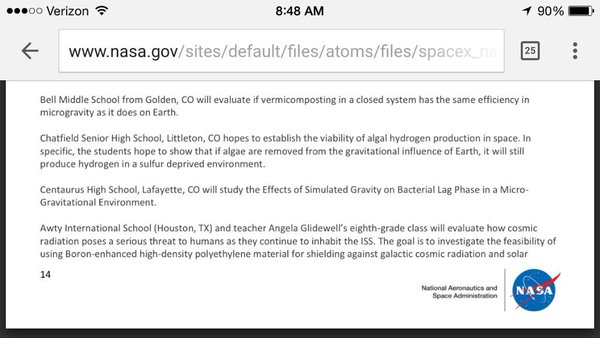 Verizon 8:48 AM 90%
www.nasa.gov/sites/default/files/atoms/files/spacex_na 25
Bell Middle School from Golden, CO will evaluate if vermicomposting in a closed system has the same efficiency in
microgravity as it does on Earth.
Chatfield Senior High School, Littleton, CO hopes to establish the viability of algal hydrogen production in space. In
specific, the students hope to show that if algae are removed from the gravitational influence of Earth, it will still
produce hydrogen in a sulfur deprived environment.
Centaurus High School, Lafayette, CO will study the Effects of Simulated Gravity on Bacterial Lag Phase in a Micro-
Gravitational Environment.
Awty International School (Houston, TX) and teacher Angela Glidewell's eighth-grade class will evaluate how cosmic
radiation poses a serious threat to humans as they continue to inhabit the ISS. The goal is to investigate the feasibility of
using Boron-enhanced high-density polyethylene material for shielding against galactic cosmic radiation and solar
14
National Aeronautics and
Space Administration
NASA